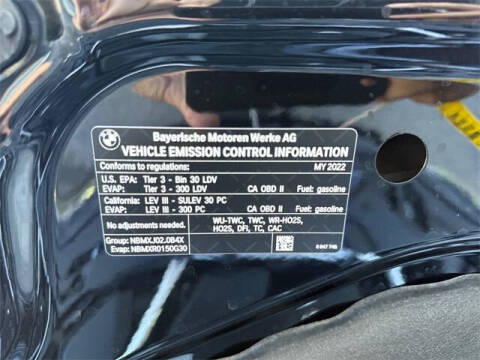 Bayerische Motoren Werke AG
VEHICLE EMISSION CONTROL INFORMATION
Conforms to regulations: MY 2022
U.S. EPA: Tier 3 - Bin 30 LDV
EVAP: Tier 3 - 300 LDV CA OBD II Fuel: gasoline
California: LEV III - SULEV 30 PC
EVAP: LEV III - 300 PC CA OBD II Fuel: gasoline
WU-TWC, TWC, WR-HO2S,
HO2S, DFI, TC, CAC
Group: NBMXJ02.0B4X
Evap: NBMXR0150G30